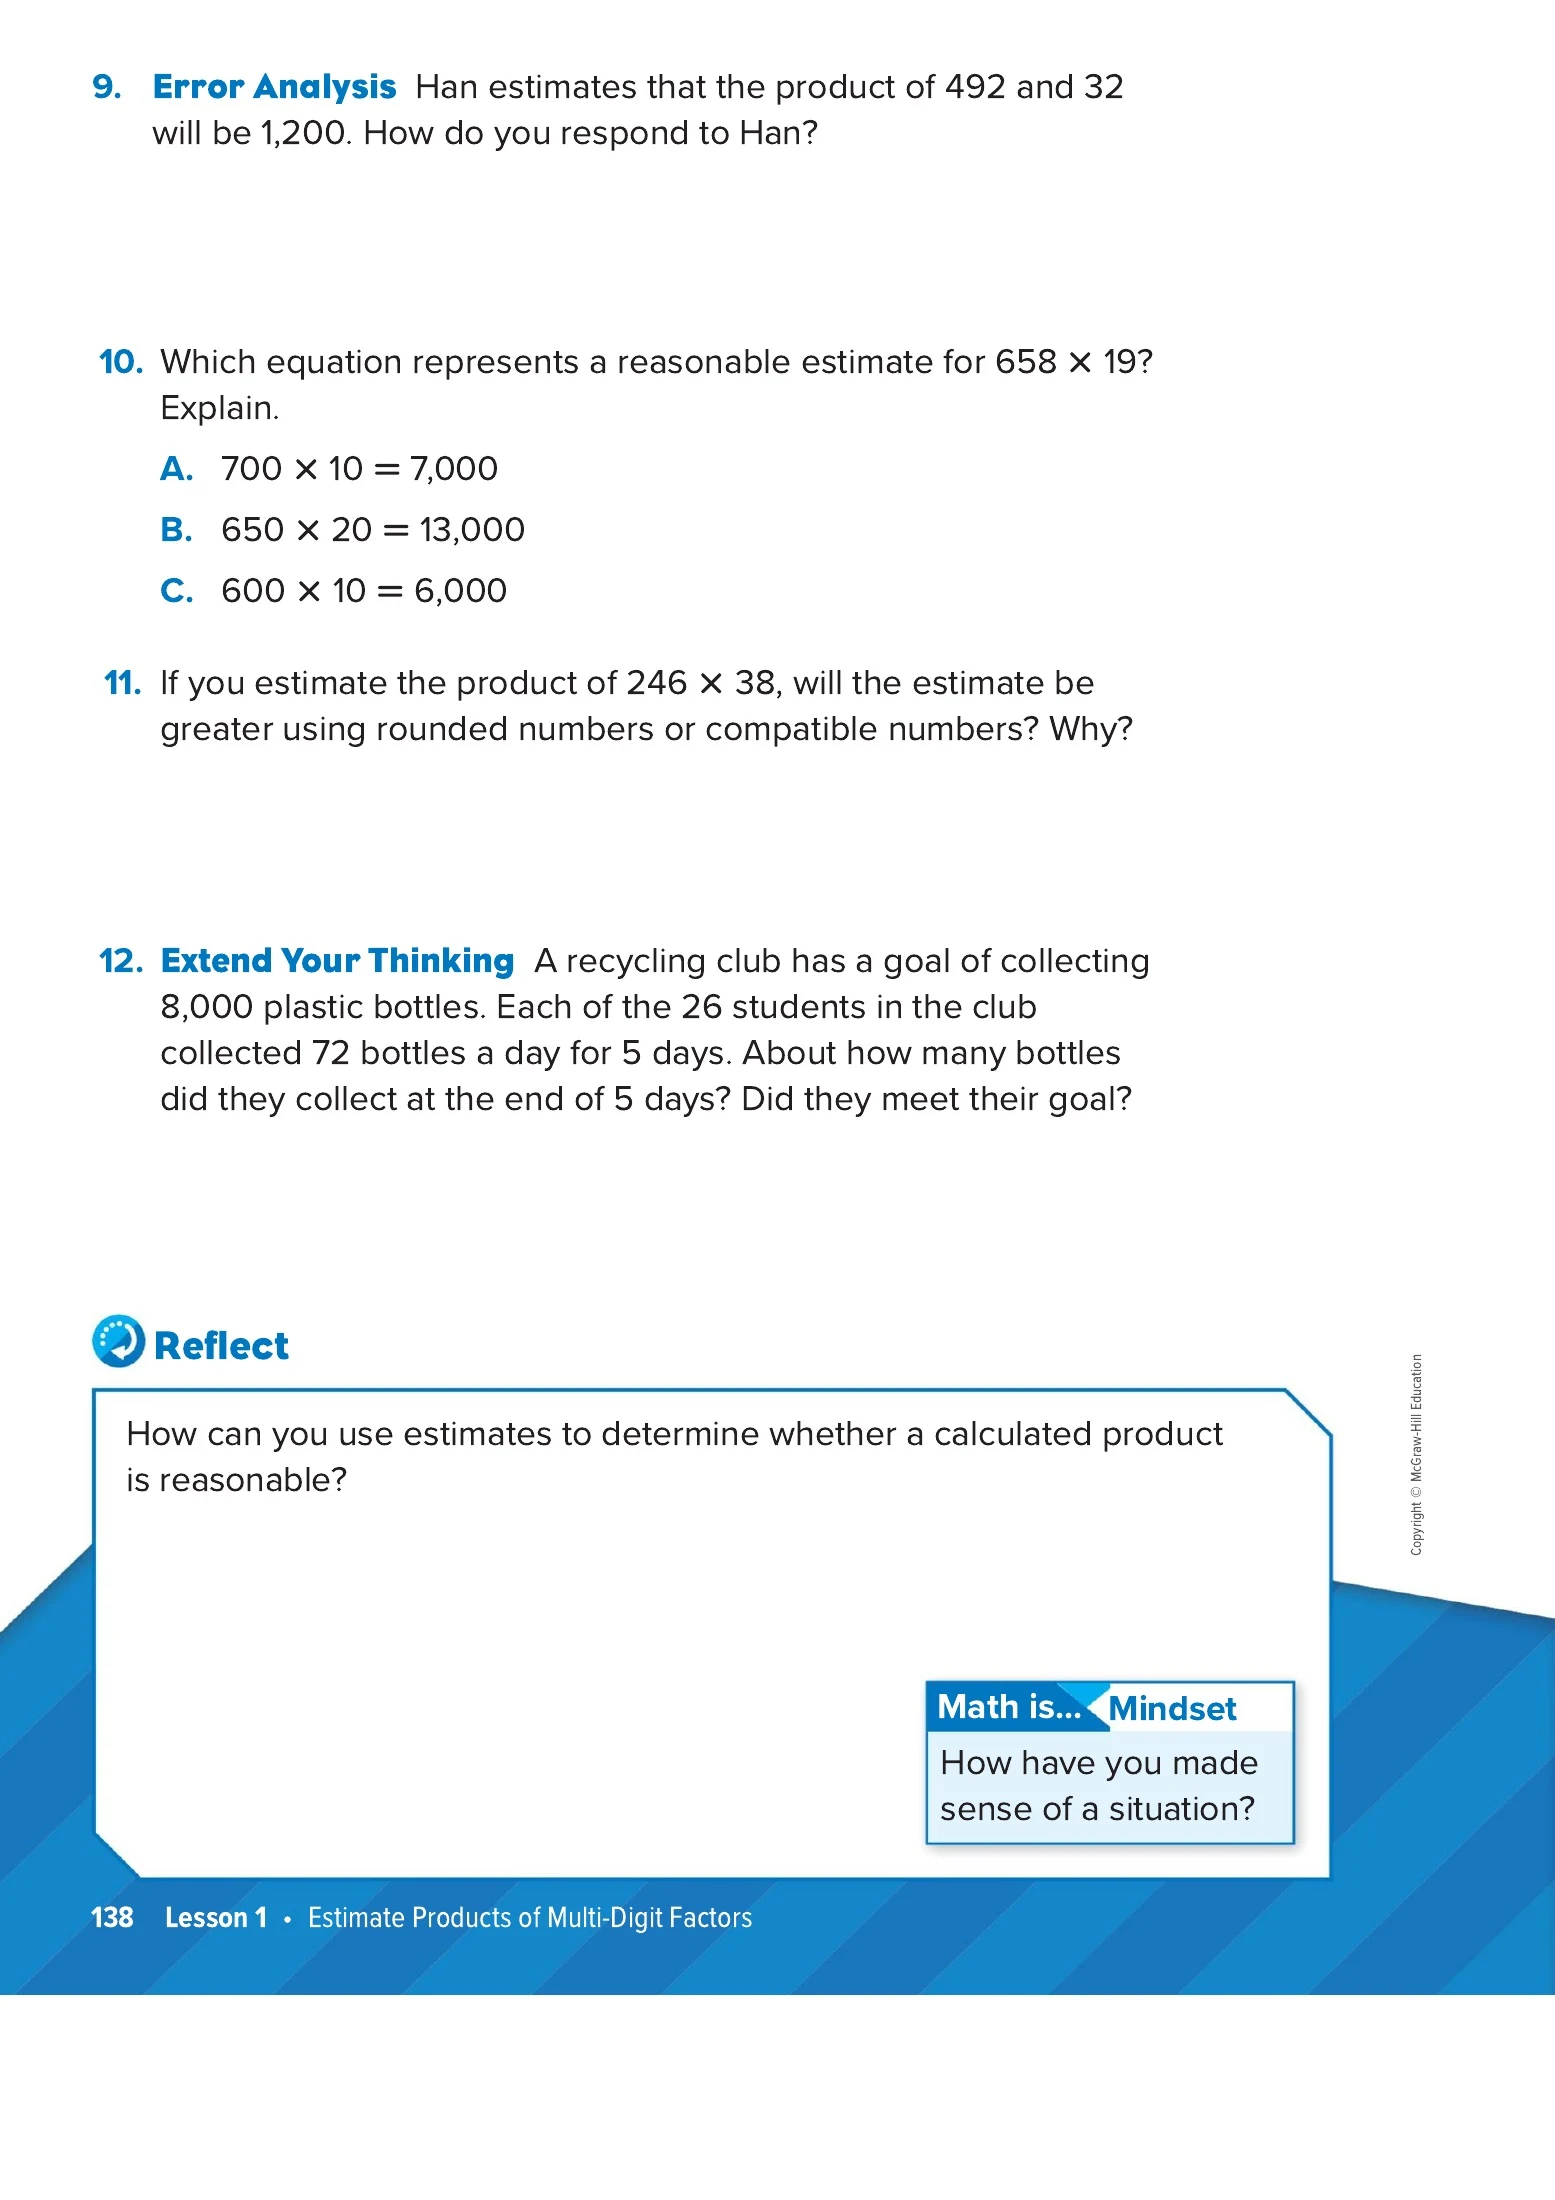 9. Error Analysis Han estimates that the product of 492 and 32
will be 1,200. How do you respond to Han?
10. Which equation represents a reasonable estimate for 658 × 19?
Explain.
A. 700 × 10 = 7,000
B. 650 × 20 = 13,000
C. 600 × 10 = 6,000
11. If you estimate the product of 246 × 38, will the estimate be
greater using rounded numbers or compatible numbers? Why?
12. Extend Your Thinking A recycling club has a goal of collecting
8,000 plastic bottles. Each of the 26 students in the club
collected 72 bottles a day for 5 days. About how many bottles
did they collect at the end of 5 days? Did they meet their goal?
Reflect
How can you use estimates to determine whether a calculated product
is reasonable?
Math is... Mindset
How have you made
sense of a situation?
Copyright © McGraw-Hill Education
138 Lesson 1 • Estimate Products of Multi-Digit Factors